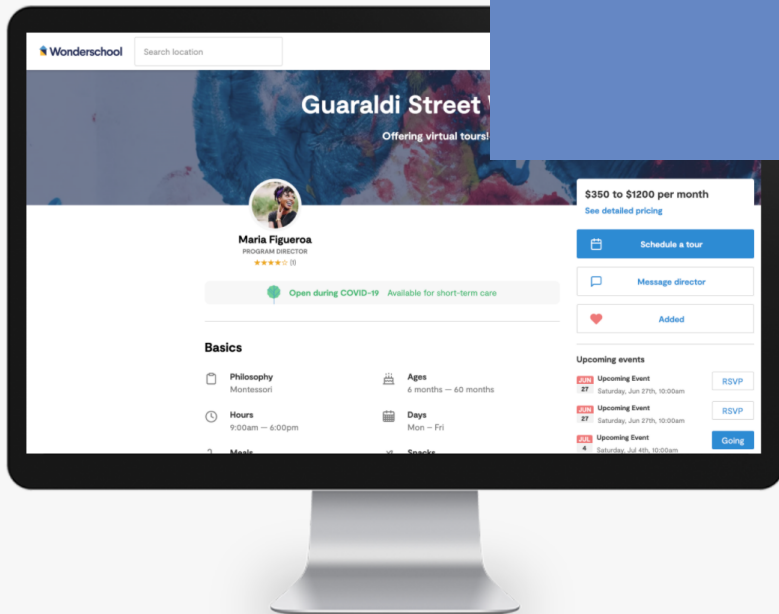 Wonderschool
Search location
Guaraldi Street
Offering virtual tours!
$350 to $1200 per month
See detailed pricing
Maria Figueroa
PROGRAM DIRECTOR
(1)
Schedule a tour
Open during COVID-19 Available for short-term care
Message director
Added
Basics
Upcoming events
Philosophy
Montessori
Ages
6 months — 60 months
JUN
27
Upcoming Event
Saturday, Jun 27th, 10:00am
RSVP
Hours
9:00am — 6:00pm
Days
Mon – Fri
JUN
27
Upcoming Event
Saturday, Jun 27th, 10:00am
RSVP
Meals
Snacks
JUL
4
Upcoming Event
Saturday, Jul 4th, 10:00am
Going